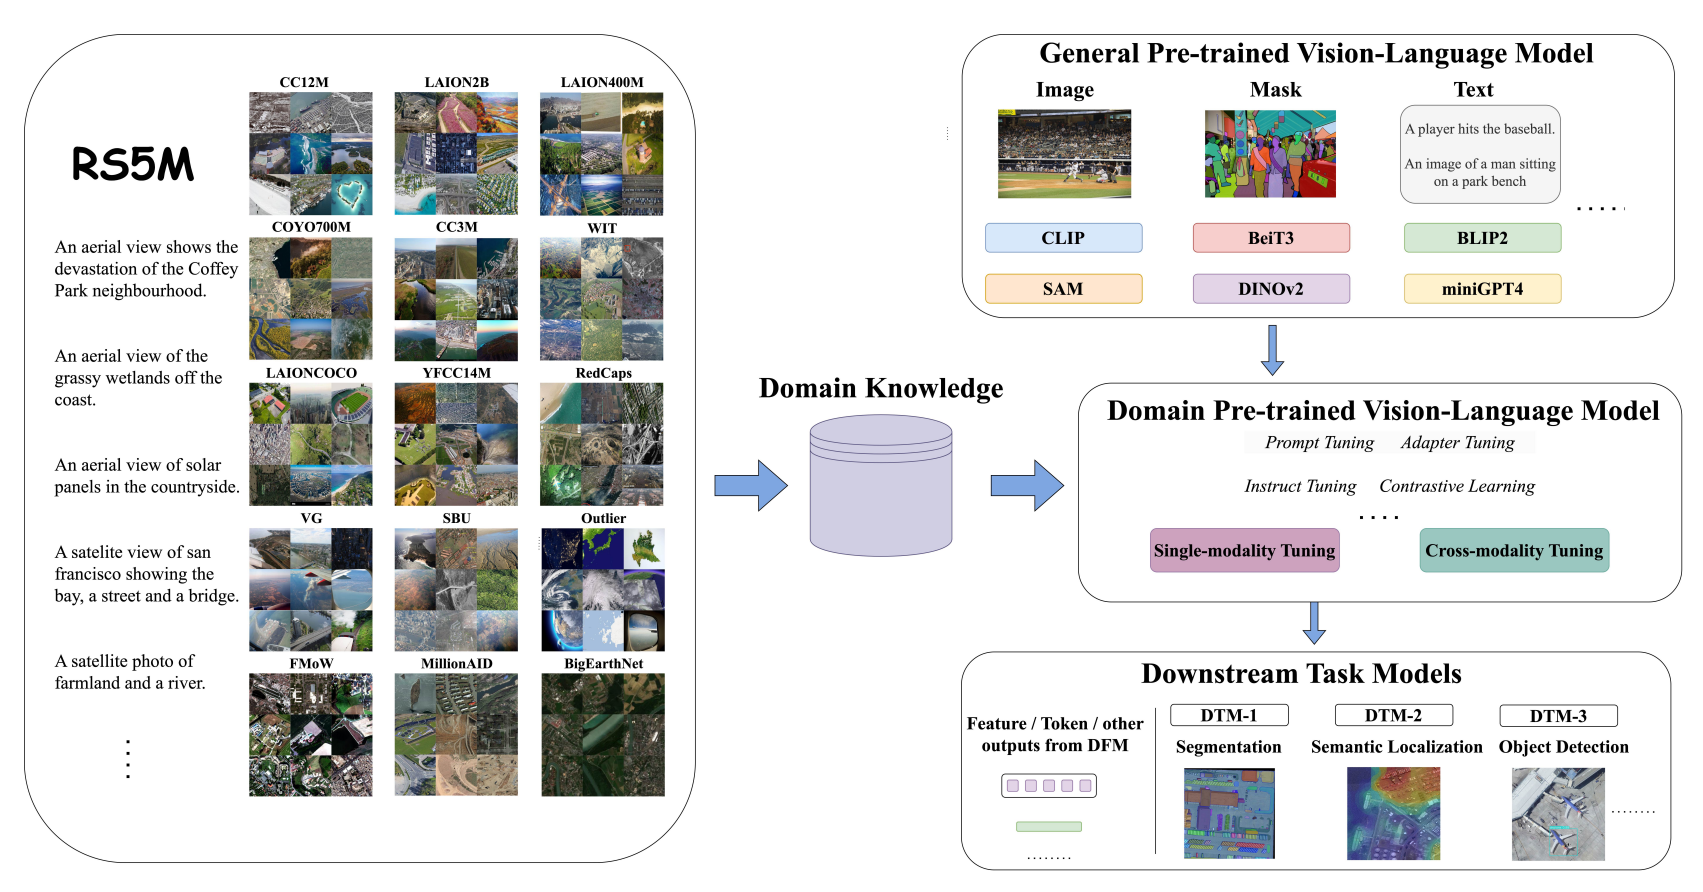 RS5M
An aerial view shows the
devastation of the Coffey
Park neighbourhood.
An aerial view of the
grassy wetlands off the
coast.
An aerial view of solar
panels in the countryside.
A satelite view of san
francisco showing the
bay, a street and a bridge.
A satellite photo of
farmland and a river.
CC12M
LAION2B
LAION400M
COYO700M
CC3M
WIT
LAIONCOCO
YFCC14M
RedCaps
VG
SBU
Outlier
FMoW
MillionAID
BigEarthNet
Domain Knowledge
General Pre-trained Vision-Language Model
Image
Mask
Text
A player hits the baseball.
An image of a man sitting
on a park bench
CLIP
BeiT3
BLIP2
SAM
DINOv2
miniGPT4
Domain Pre-trained Vision-Language Model
Prompt Tuning
Adapter Tuning
Instruct Tuning
Contrastive Learning
Single-modality Tuning
Cross-modality Tuning
Downstream Task Models
Feature / Token / other
outputs from DFM
DTM-1
Segmentation
DTM-2
Semantic Localization
DTM-3
Object Detection